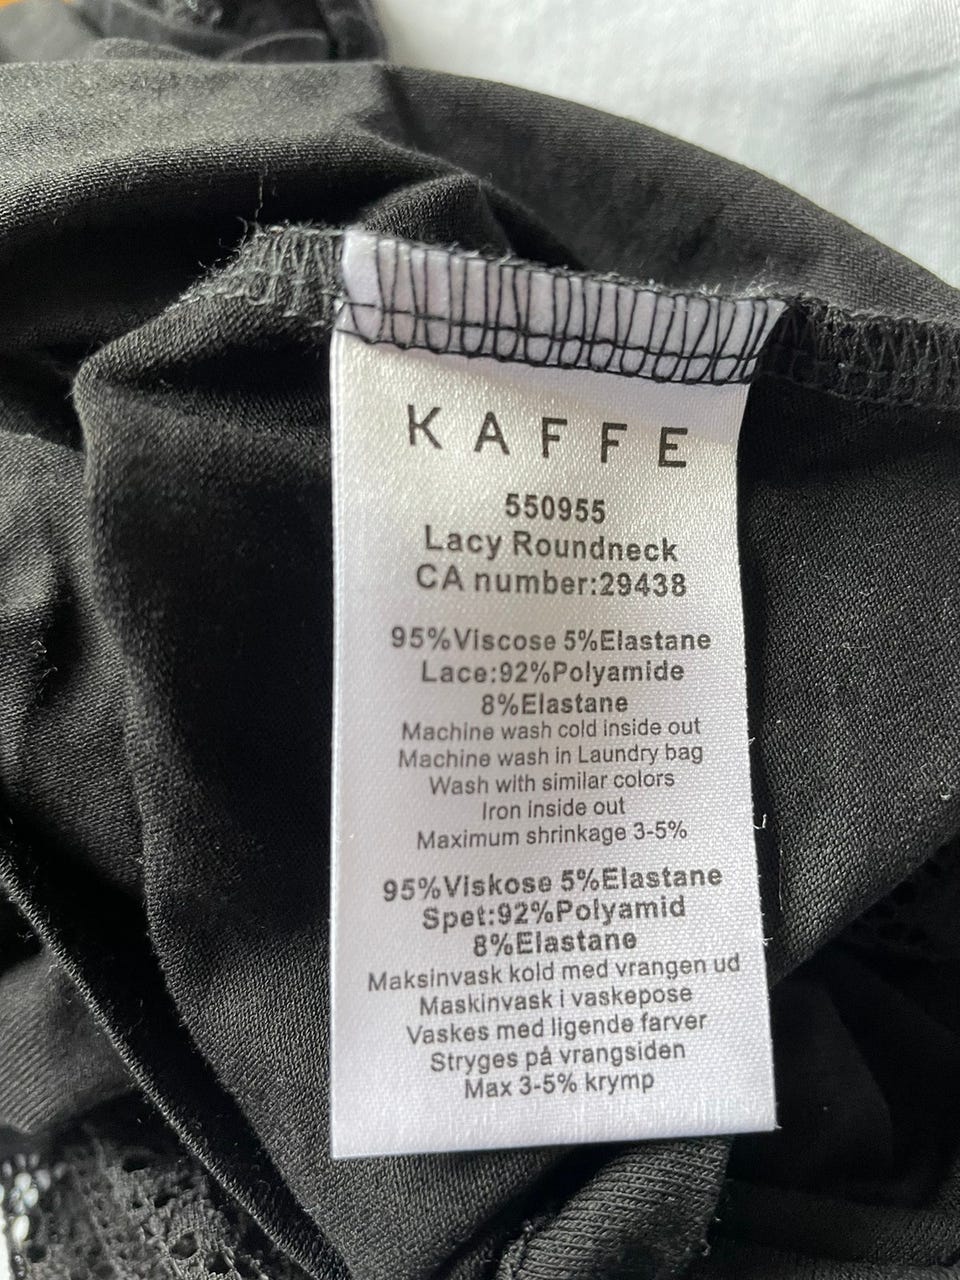 KAFFE
550955
Lacy Roundneck
CA number:29438
95%Viscose 5%Elastane
Lace:92%Polyamide
8%Elastane
Machine wash cold inside out
Machine wash in Laundry bag
Wash with similar colors
Iron inside out
Maximum shrinkage 3-5%
95%Viskose 5%Elastane
Spet:92%Polyamid
8%Elastane
Maksinvask kold med vrangen ud
Maskinvask i vaskepose
Vaskes med ligende farver
Stryges på vrangsiden
Max 3-5% krymp